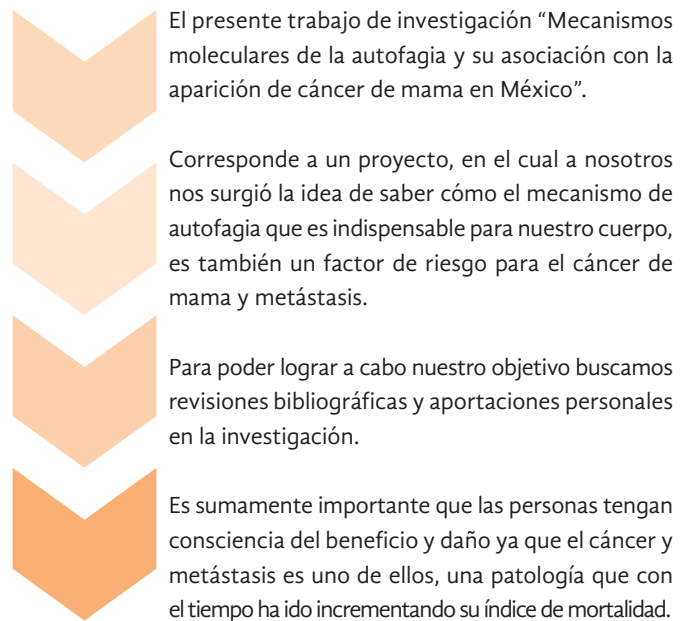 El presente trabajo de investigación “Mecanismos
moleculares de la autofagia y su asociación con la
aparición de cáncer de mama en México”.
Corresponde a un proyecto, en el cual a nosotros
nos surgió la idea de saber cómo el mecanismo de
autofagia que es indispensable para nuestro cuerpo,
es también un factor de riesgo para el cáncer de
mama y metástasis.
Para poder lograr a cabo nuestro objetivo buscamos
revisiones bibliográficas y aportaciones personales
en la investigación.
Es sumamente importante que las personas tengan
consciencia del beneficio y daño ya que el cáncer y
metástasis es uno de ellos, una patología que con
el tiempo ha ido incrementando su índice de mortalidad.